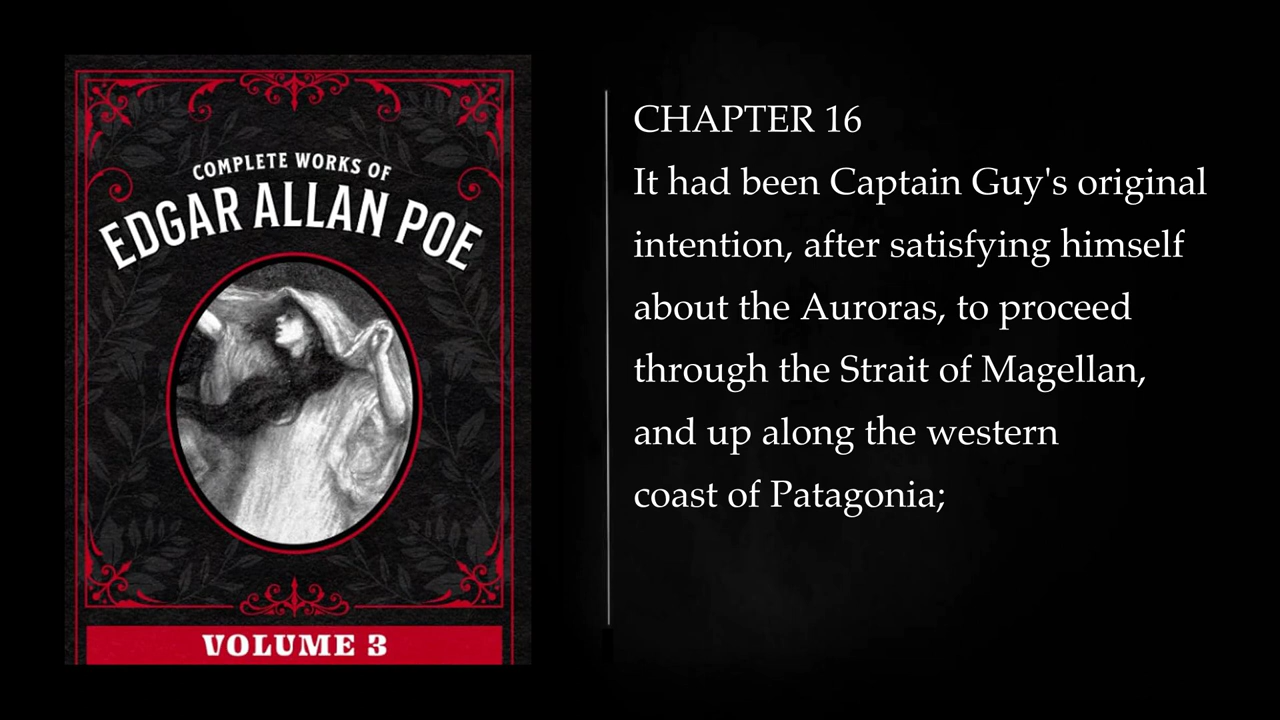 COMPLETE WORKS OF
EDGAR ALLAN POE
VOLUME 3
CHAPTER 16
It had been Captain Guy's original
intention, after satisfying himself
about the Auroras, to proceed
through the Strait of Magellan,
and up along the western
coast of Patagonia;